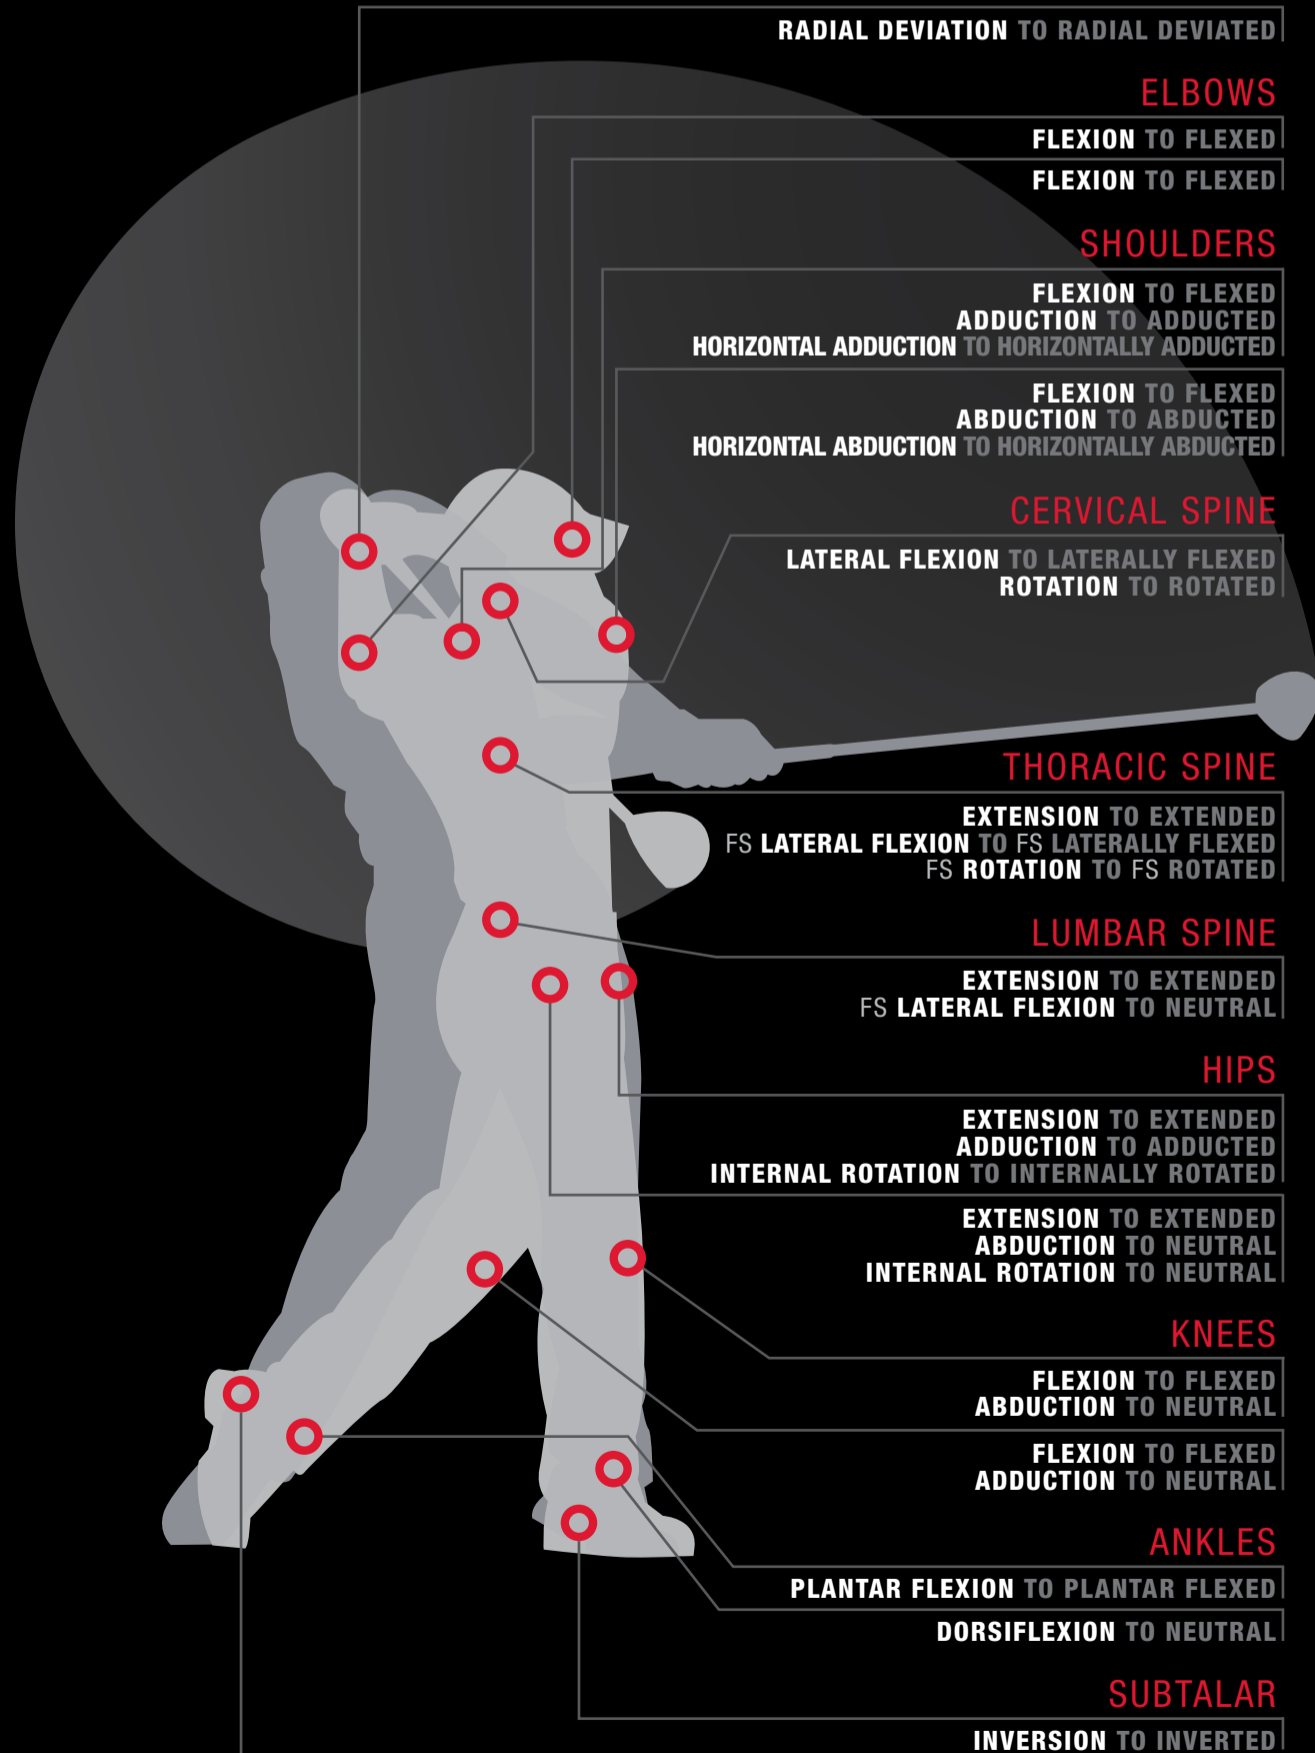 RADIAL DEVIATION TO RADIAL DEVIATED
ELBOWS
FLEXION TO FLEXED
FLEXION TO FLEXED
SHOULDERS
FLEXION TO FLEXED
ADDUCTION TO ADDUCTED
HORIZONTAL ADDUCTION TO HORIZONTALLY ADDUCTED
FLEXION TO FLEXED
ABDUCTION TO ABDUCTED
HORIZONTAL ABDUCTION TO HORIZONTALLY ABDUCTED
CERVICAL SPINE
LATERAL FLEXION TO LATERALLY FLEXED
ROTATION TO ROTATED
THORACIC SPINE
EXTENSION TO EXTENDED
FS LATERAL FLEXION TO FS LATERALLY FLEXED
FS ROTATION TO FS ROTATED
LUMBAR SPINE
EXTENSION TO EXTENDED
FS LATERAL FLEXION TO NEUTRAL
HIPS
EXTENSION TO EXTENDED
ADDUCTION TO ADDUCTED
INTERNAL ROTATION TO INTERNALLY ROTATED
EXTENSION TO EXTENDED
ABDUCTION TO NEUTRAL
INTERNAL ROTATION TO NEUTRAL
KNEES
FLEXION TO FLEXED
ABDUCTION TO NEUTRAL
FLEXION TO FLEXED
ADDUCTION TO NEUTRAL
ANKLES
PLANTAR FLEXION TO PLANTAR FLEXED
DORSIFLEXION TO NEUTRAL
SUBTALAR
INVERSION TO INVERTED